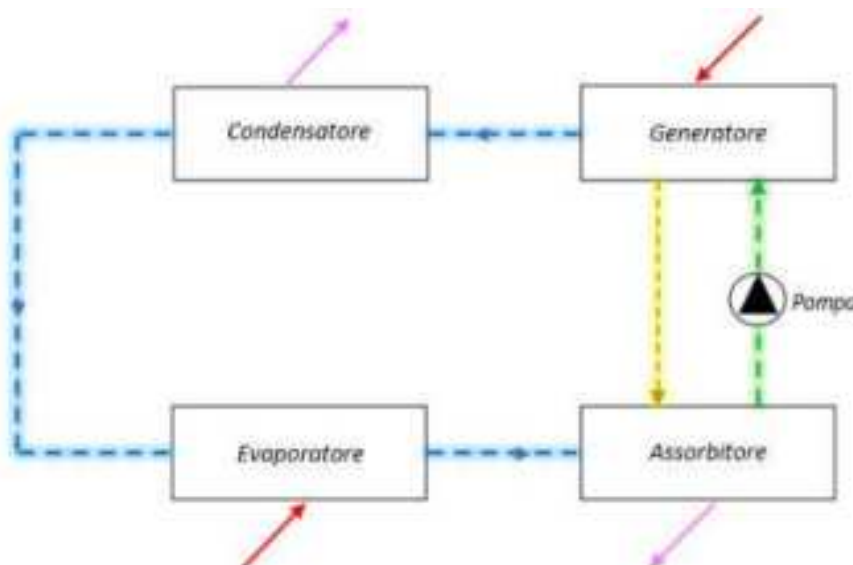 Condensatore
Generatore
Pompa
Evaporatore
Assorbitore